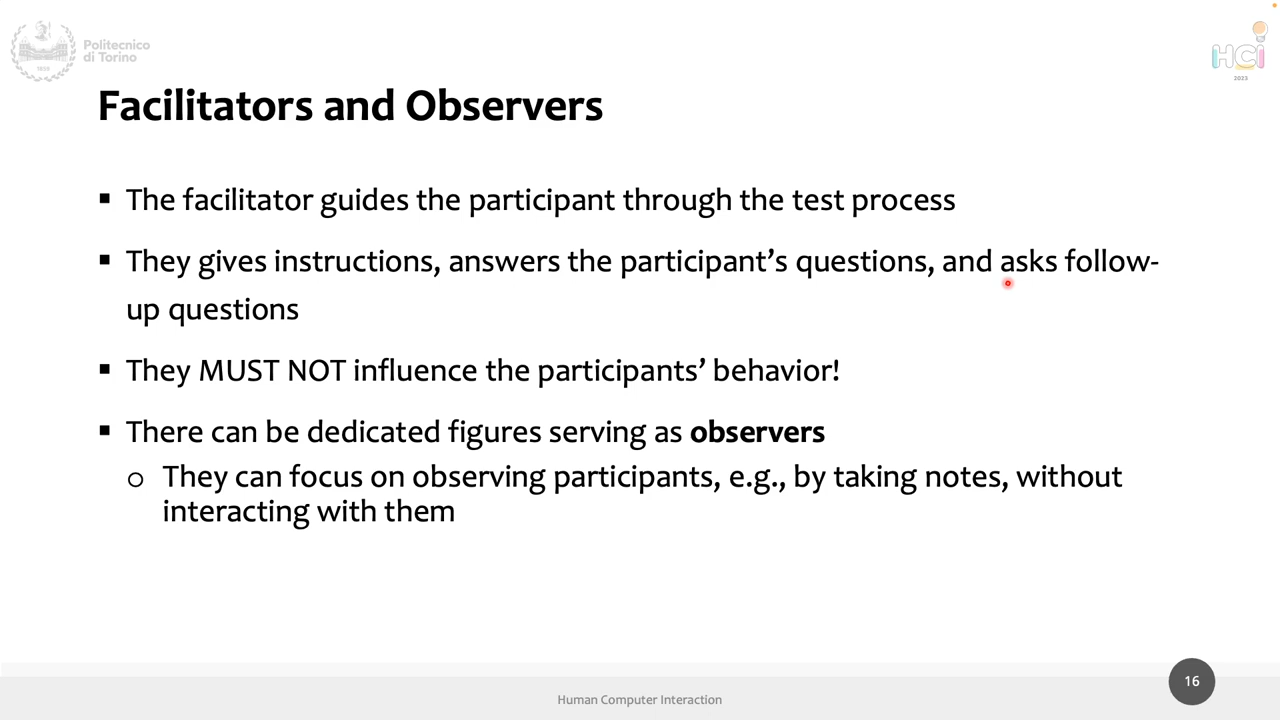 Politecnico
di Torino
1859
HCI
2023
Facilitators and Observers
▪ The facilitator guides the participant through the test process
▪ They gives instructions, answers the participant’s questions, and asks follow-
up questions
▪ They MUST NOT influence the participants’ behavior!
▪ There can be dedicated figures serving as observers
o They can focus on observing participants, e.g., by taking notes, without
interacting with them
Human Computer Interaction
16